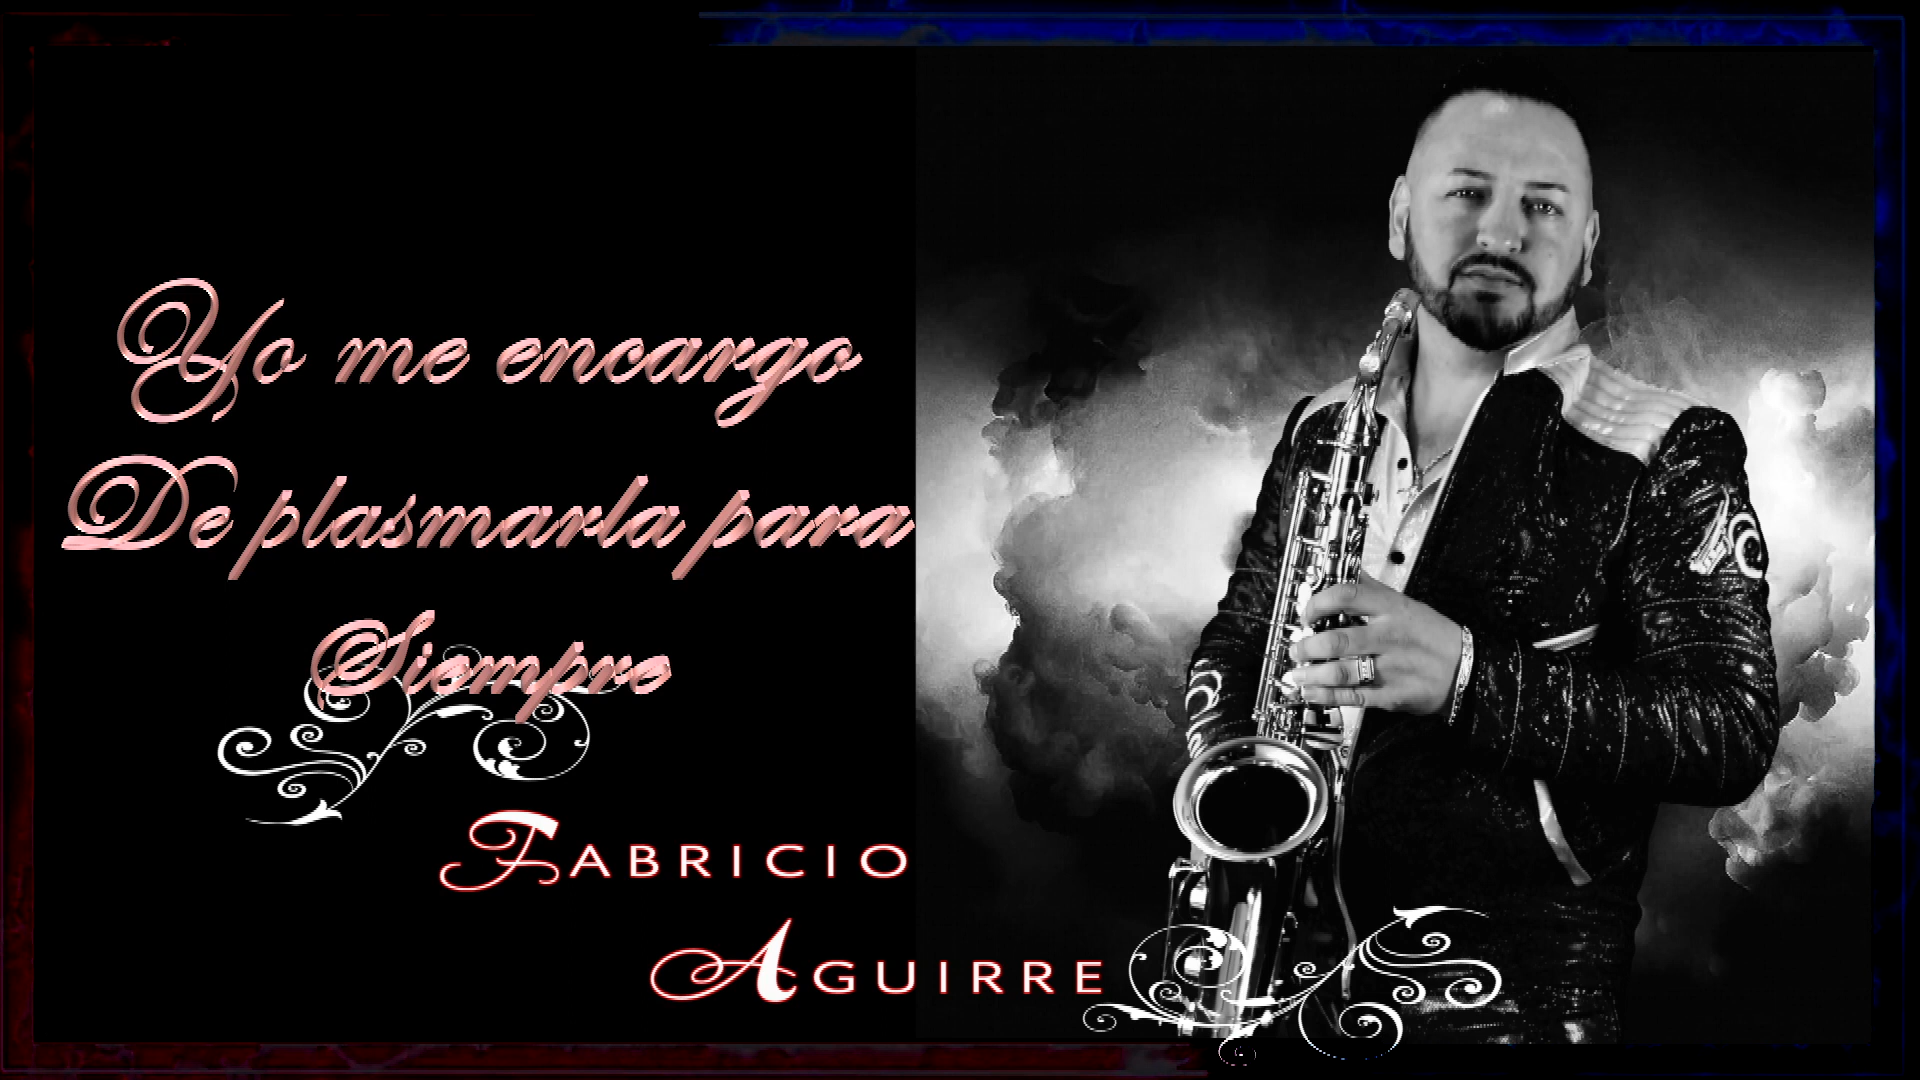 Yo me encargo
De plasmarla para
Siempre
FABRICIO
AGUIRRE